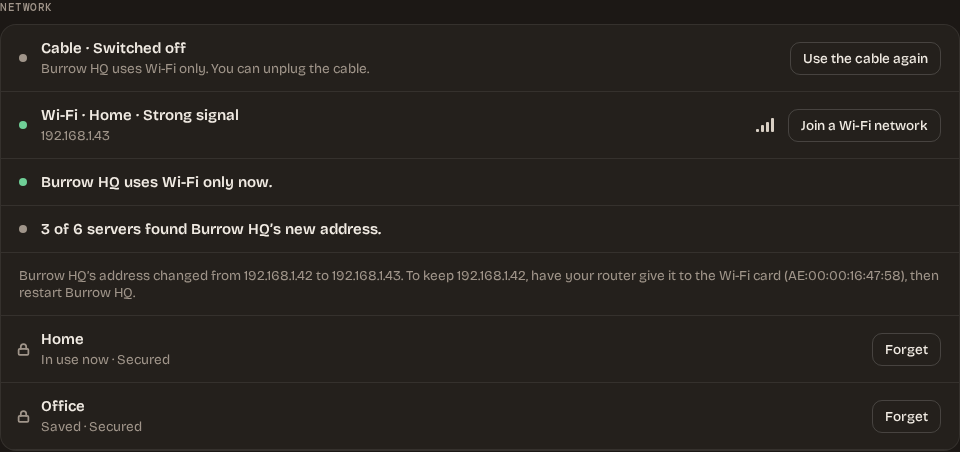 NETWORK
Cable · Switched off
Burrow HQ uses Wi-Fi only. You can unplug the cable.
Use the cable again
Wi-Fi · Home · Strong signal
192.168.1.43
Join a Wi-Fi network
Burrow HQ uses Wi-Fi only now.
3 of 6 servers found Burrow HQ's new address.
Burrow HQ's address changed from 192.168.1.42 to 192.168.1.43. To keep 192.168.1.42, have your router give it to the Wi-Fi card (AE:00:00:16:47:58), then
restart Burrow HQ.
Home
In use now · Secured
Forget
Office
Saved · Secured
Forget